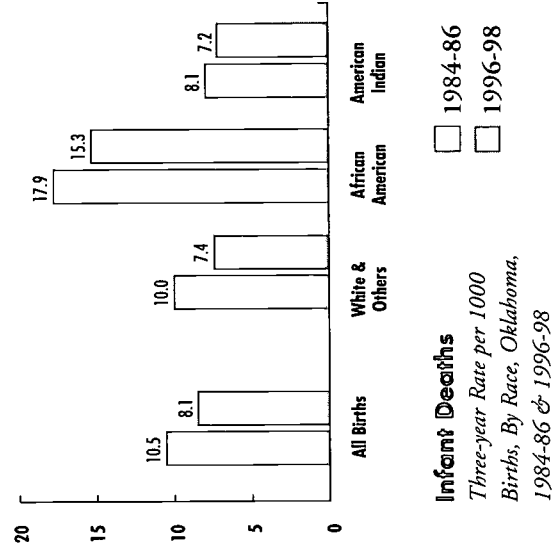 20
15
10
5
0
10.5
8.1
10.0
7.4
17.9
15.3
8.1
7.2
All Births
White &
Others
African
American
American
Indian
Infant Deaths
Three-year Rate per 1000
Births, By Race, Oklahoma,
1984-86 & 1996-98
1984-86
1996-98